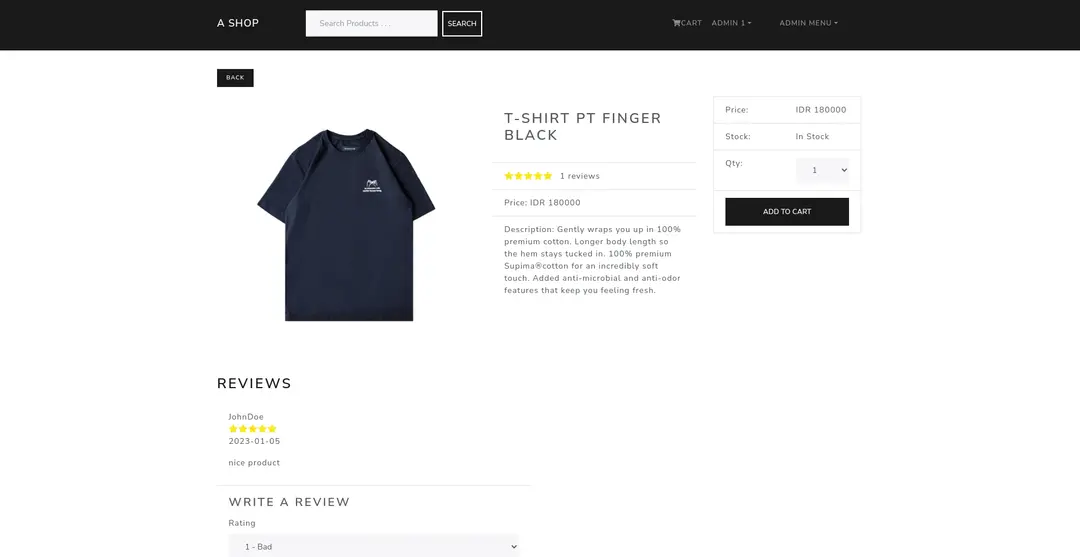 A SHOP
Search Products . . .
SEARCH
CART
ADMIN 1
ADMIN MENU
BACK
T-SHIRT PT FINGER
BLACK
1 reviews
Price: IDR 180000
Description: Gently wraps you up in 100%
premium cotton. Longer body length so
the hem stays tucked in. 100% premium
Supima®cotton for an incredibly soft
touch. Added anti-microbial and anti-odor
features that keep you feeling fresh.
Price: IDR 180000
Stock: In Stock
Qty: 1
ADD TO CART
REVIEWS
JohnDoe
2023-01-05
nice product
WRITE A REVIEW
Rating
1 - Bad